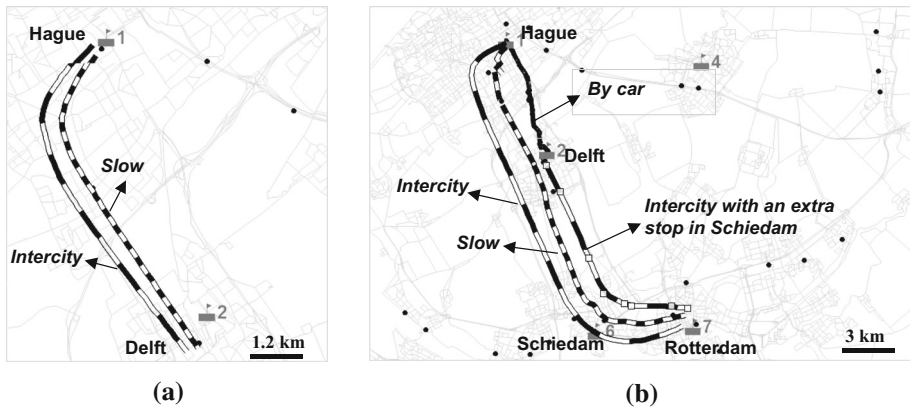 Hague 1
Slow
Intercity
2
Delft
1.2 km
(a)
Hague
1
4
By car
2
Delft
Intercity
Intercity with an extra
stop in Schiedam
Slow
6
7
Schiedam
Rotterdam
3 km
(b)